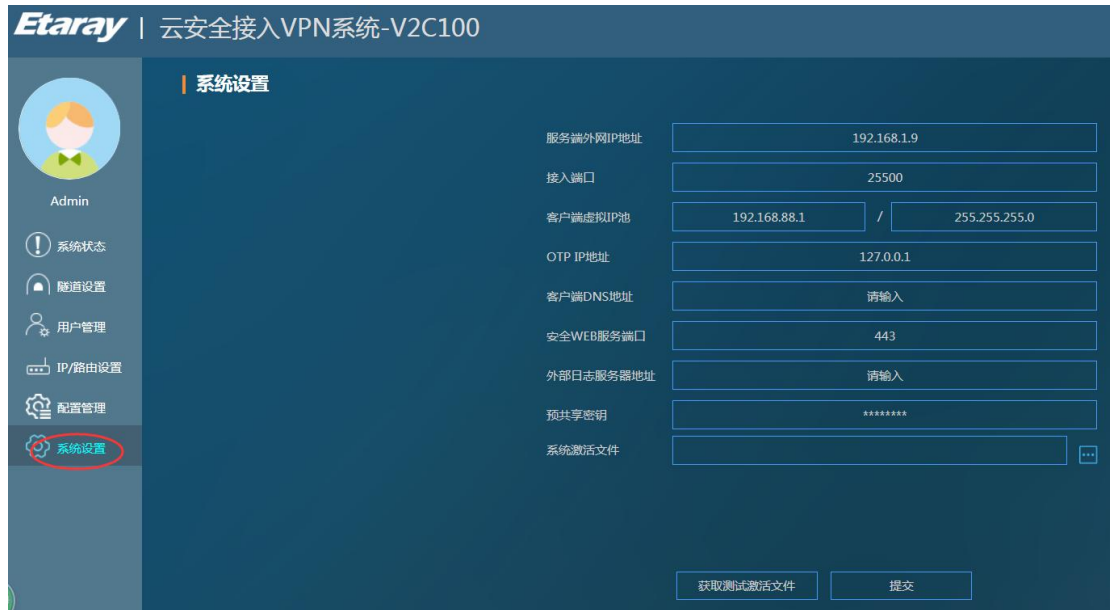 Etaray | 云安全接入VPN系统-V2C100
系统设置
Admin
系统状态
隧道设置
用户管理
IP/路由设置
配置管理
系统设置
服务端外网IP地址 192.168.1.9
接入端口 25500
客户端虚拟IP池 192.168.88.1 / 255.255.255.0
OTP IP地址 127.0.0.1
客户端DNS地址 请输入
安全WEB服务端口 443
外部日志服务器地址 请输入
预共享密钥 ********
系统激活文件
获取测试激活文件 提交